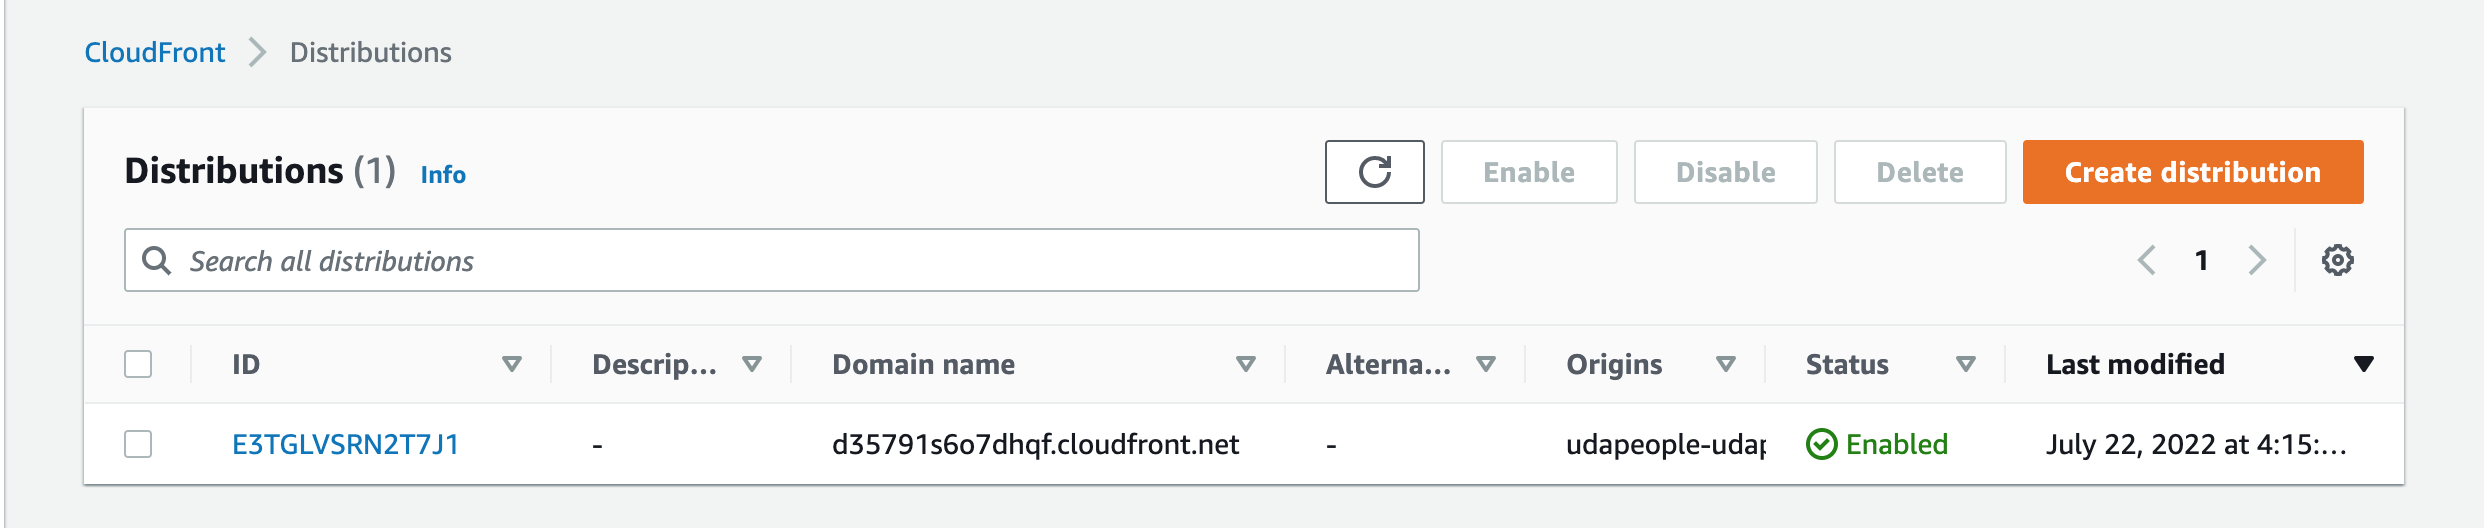 CloudFront Distributions
Distributions (1) Info
Enable Disable Delete Create distribution
Search all distributions
1
ID Descrip... Domain name Alterna... Origins Status Last modified
E3TGLVSRN2T7J1 - d35791s6o7dhqf.cloudfront.net - udapeople-udap Enabled July 22, 2022 at 4:15:...